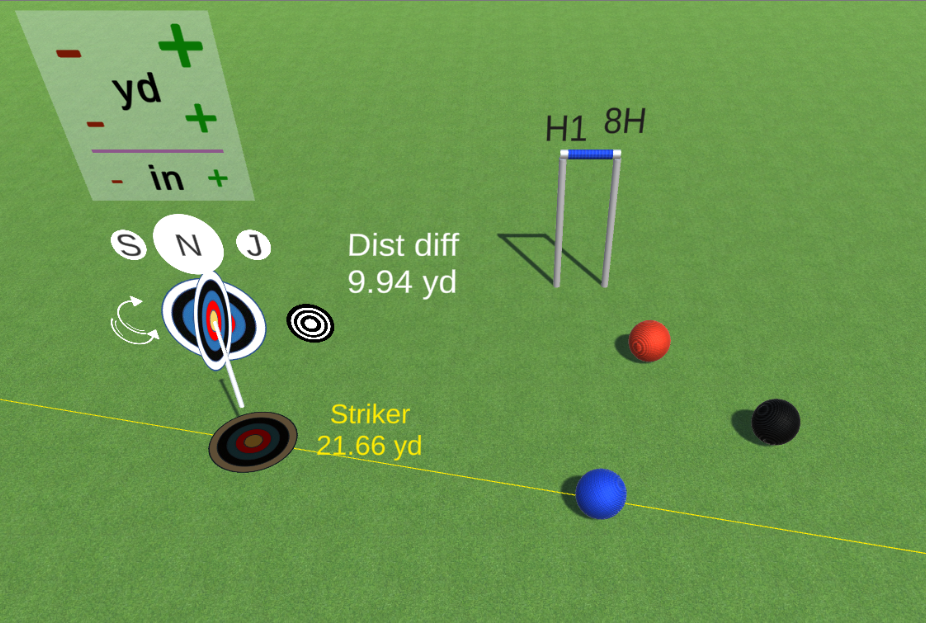 - +
yd
- +
- in +
H1 8H
S N J
Dist diff
9.94 yd
Striker
21.66 yd